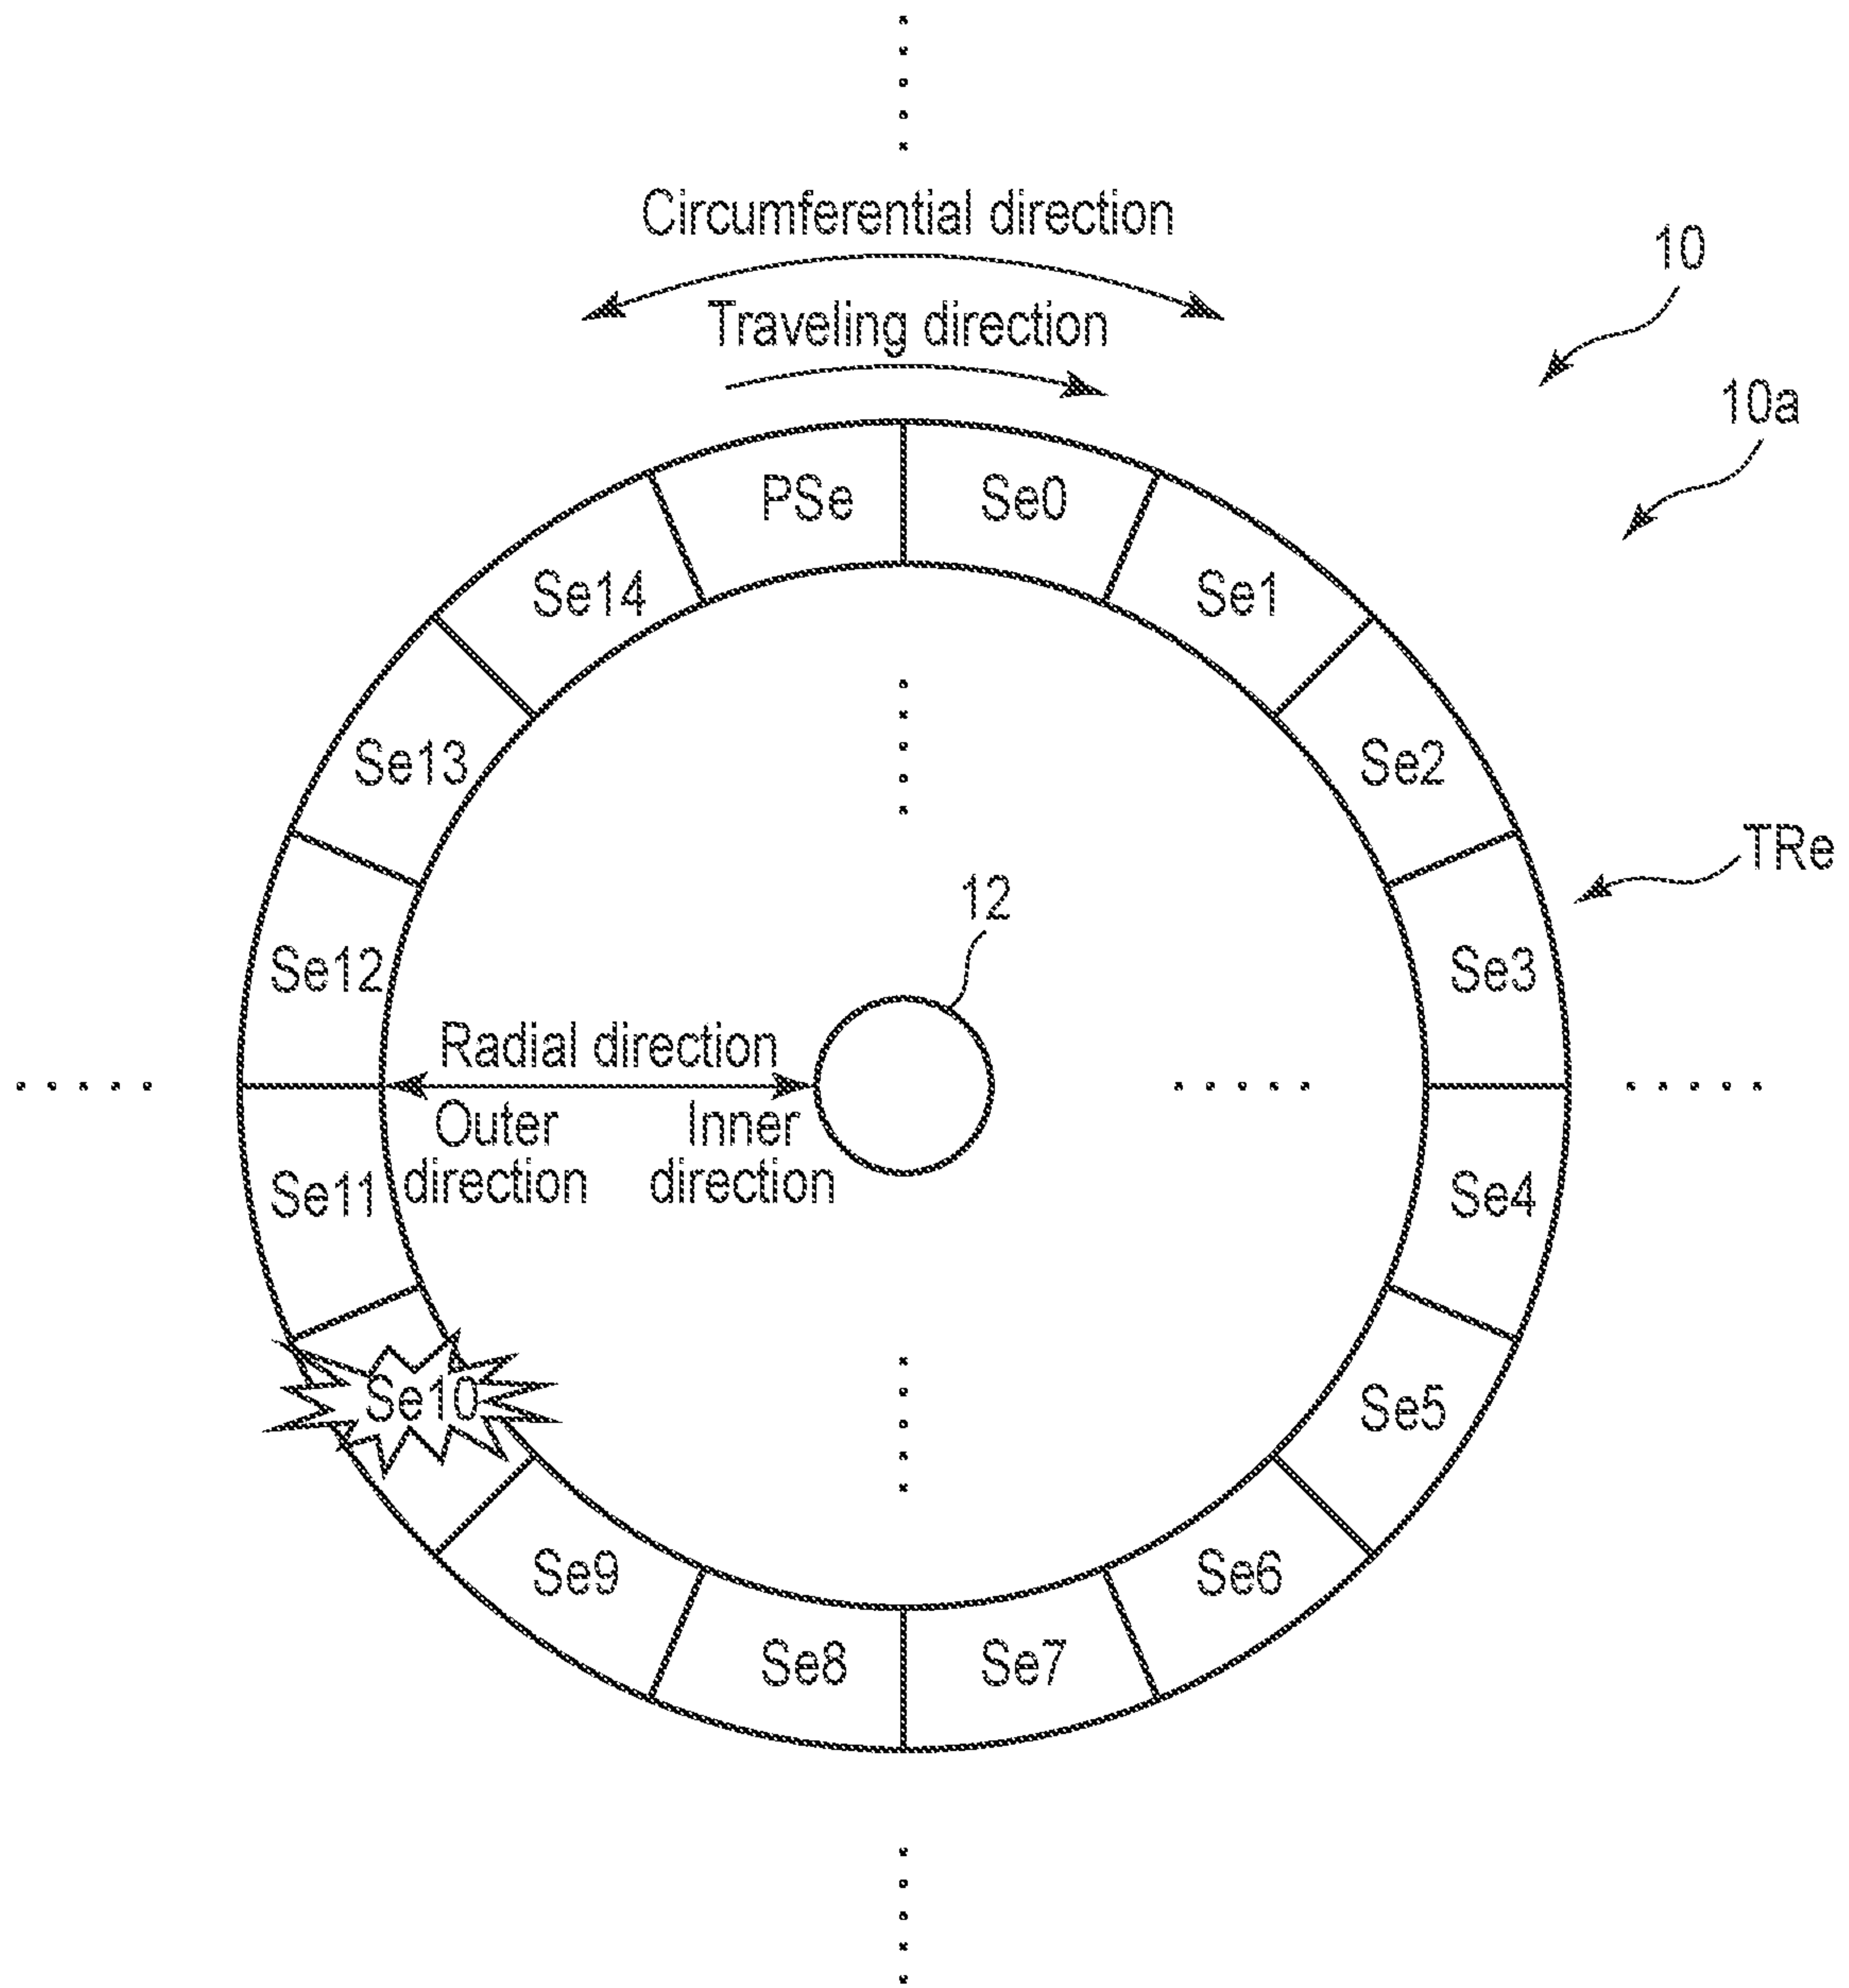 Circumferential direction
10
Traveling direction
10a
PSe
Se0
Se14
Se1
Se13
Se2
TRe
12
Se12
Se3
Radial direction
Outer
direction
Inner
direction
Se11
Se4
Se10
Se5
Se9
Se6
Se8
Se7